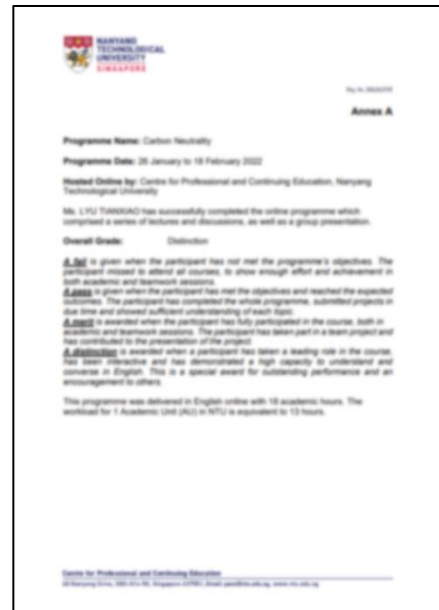 NANYANG
TECHNOLOGICAL
UNIVERSITY
SINGAPORE
Annex A
Programme Name: Carbon Neutrality
Programme Date: 26 January to 18 February 2022
Hosted Online by: Centre for Professional and Continuing Education, Nanyang
Technological University
Ms. LYU TIANXIAO has successfully completed the online programme which
comprised a series of lectures and discussions, as well as a group presentation.
Overall Grade: Distinction
A fail is given when the participant has not met the programme's objectives. The
participant missed to attend all courses, to show enough effort and achievement in
both academic and teamwork sessions.
A pass is given when the participant has met the objectives and reached the expected
outcomes. The participant has completed the whole programme, submitted projects in
due time and showed sufficient understanding of each topic.
A merit is awarded when the participant has fully participated in the course, both in
academic and teamwork sessions. The participant has taken part in a team project and
has contributed to the presentation of the project.
A distinction is awarded when a participant has taken a leading role in the course,
has been interactive and has demonstrated a high capacity to understand and
converse in English. This is a special award for outstanding performance and an
encouragement to others.
This programme was delivered in English online with 18 academic hours. The
workload for 1 Academic Unit (AU) in NTU is equivalent to 13 hours.
Centre for Professional and Continuing Education